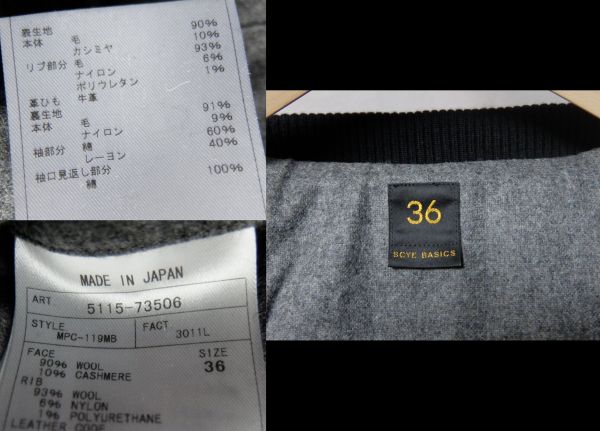 表生地
本体 毛 90%
カシミヤ 10%
リブ部分 毛 93%
ナイロン 6%
ポリウレタン 1%
革ひも 牛革
裏生地
本体 毛 91%
ナイロン 9%
袖部分 綿 60%
レーヨン 40%
袖口見返し部分
綿 100%
MADE IN JAPAN
ART 5115-73506
STYLE FACT SIZE
MPC-119MB 3011L 36
FACE
90% WOOL
10% CASHMERE
RIB
93% WOOL
6% NYLON
1% POLYURETHANE
LEATHER CODE
36
SCYE BASICS